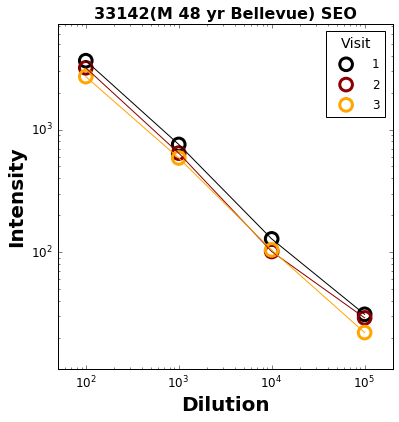 33142(M 48 yr Bellevue) SEO
Visit
1
2
3
10³
10²
Intensity
10² 10³ 10⁴ 10⁵
Dilution